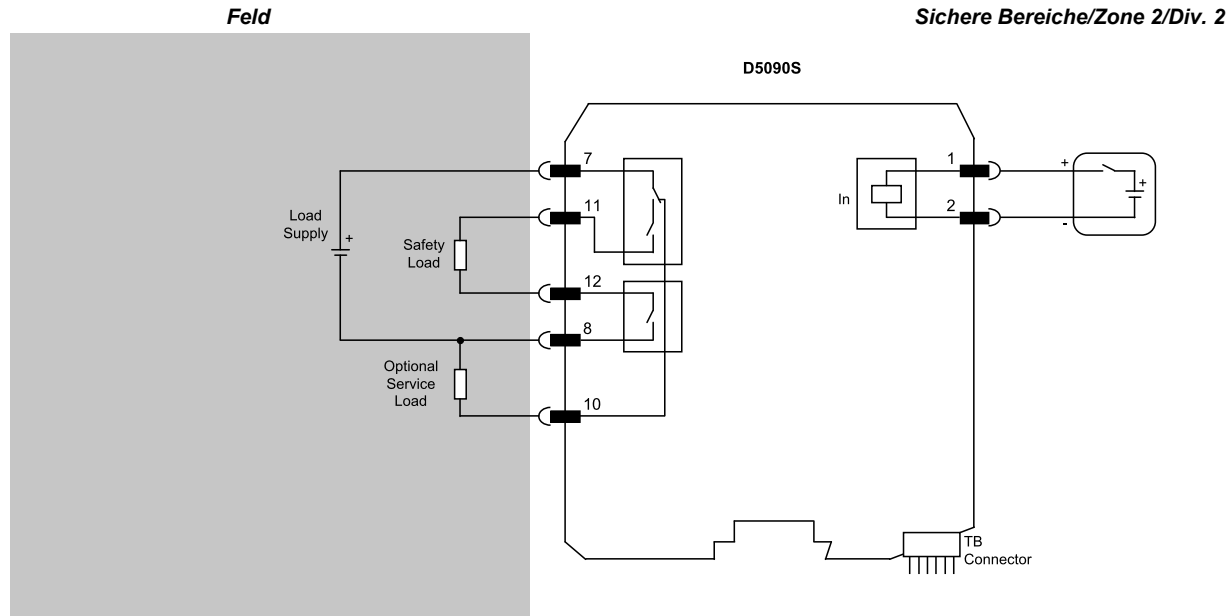 Feld
Sichere Bereiche/Zone 2/Div. 2
D5090S
7
11
12
8
10
Load
Supply
+
Safety
Load
Optional
Service
Load
In
1
2
+
-
+
TB
Connector